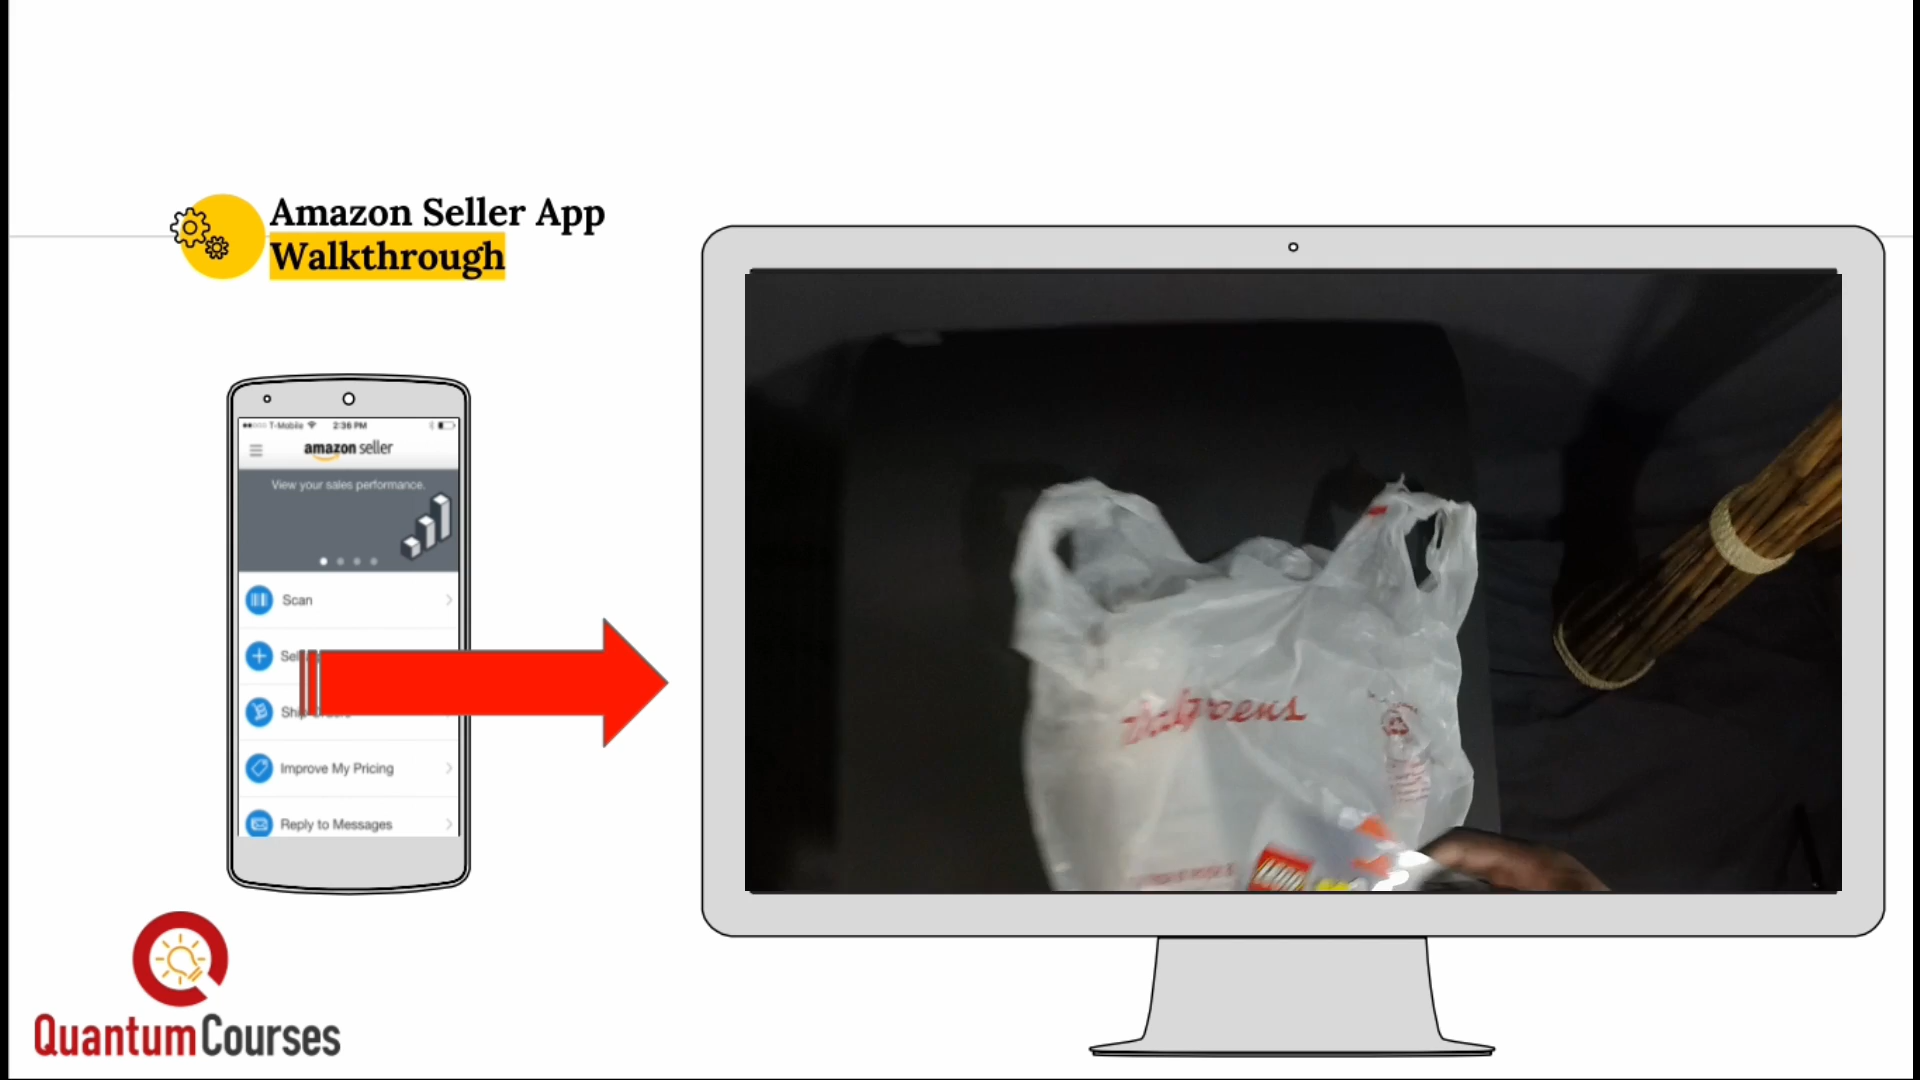 Amazon Seller App
Walkthrough
T-Mobile
2:36 PM
amazon seller
View your sales performance.
Scan
Improve My Pricing
Reply to Messages
Walgreens
LEGO
QuantumCourses